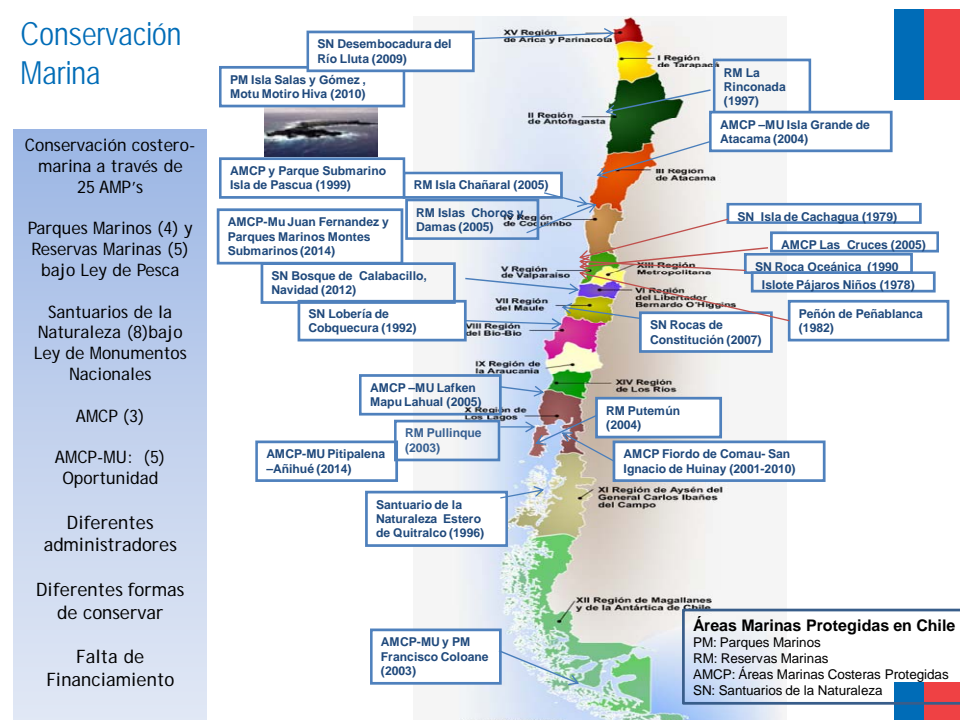 Conservación
Marina
Conservación costero-
marina a través de
25 AMP's
Parques Marinos (4) y
Reservas Marinas (5)
bajo Ley de Pesca
Santuarios de la
Naturaleza (8)bajo
Ley de Monumentos
Nacionales
AMCP (3)
AMCP-MU: (5)
Oportunidad
Diferentes
administradores
Diferentes formas
de conservar
Falta de
Financiamiento
SN Desembocadura del
Río Lluta (2009)
PM Isla Salas y Gómez ,
Motu Motiro Hiva (2010)
AMCP y Parque Submarino
Isla de Pascua (1999)
RM Isla Chañaral (2005)
AMCP-Mu Juan Fernandez y
Parques Marinos Montes
Submarinos (2014)
RM Islas Choros y
Damas (2005)
SN Bosque de Calabacillo,
Navidad (2012)
SN Lobería de
Cobquecura (1992)
AMCP –MU Lafken
Mapu Lahual (2005)
RM Pullinque
(2003)
AMCP-MU Pitipalena
–Añihué (2014)
Santuario de la
Naturaleza Estero
de Quitralco (1996)
AMCP-MU y PM
Francisco Coloane
(2003)
RM La
Rinconada
(1997)
AMCP –MU Isla Grande de
Atacama (2004)
SN Isla de Cachagua (1979)
AMCP Las Cruces (2005)
SN Roca Oceánica (1990
Islote Pájaros Niños (1978)
Peñón de Peñablanca
(1982)
SN Rocas de
Constitución (2007)
RM Putemún
(2004)
AMCP Fiordo de Comau- San
Ignacio de Huinay (2001-2010)
XV Región
de Arica y Parinacota
I Región
de Tarapacá
II Región
de Antofagasta
III Región
de Atacama
IV Región de
Coquimbo
V Región
de Valparaíso
XIII Región
Metropolitana
VI Región
del Libertador
Bernardo O'Higgins
VII Región
del Maule
VIII Región
del Bio-Bio
IX Región de
la Araucanía
XIV Región
de Los Ríos
X Región de
Los Lagos
XI Región de Aysén del
General Carlos Ibañes
del Campo
XII Región de Magallanes
y de la Antártica de Chile
Áreas Marinas Protegidas en Chile
PM: Parques Marinos
RM: Reservas Marinas
AMCP: Áreas Marinas Costeras Protegidas
SN: Santuarios de la Naturaleza